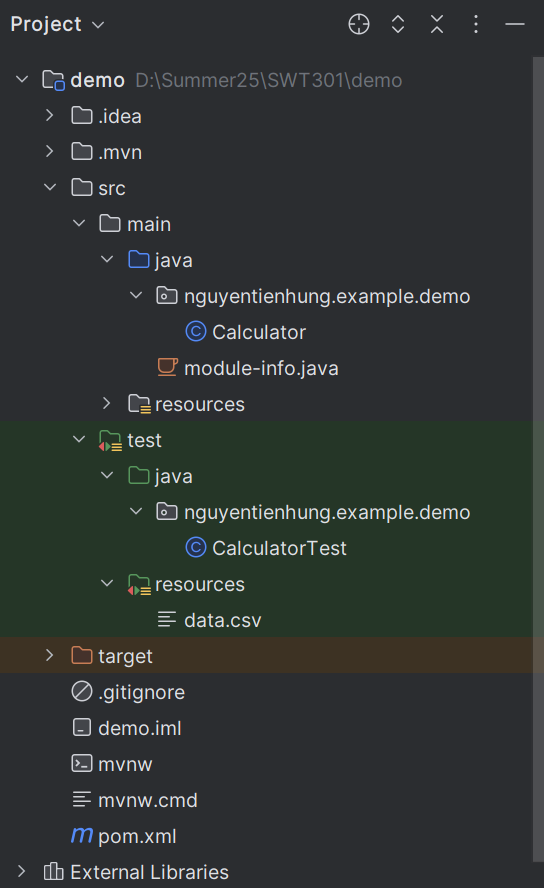 Project
demo D:\Summer25\SWT301\demo
.idea
.mvn
src
main
java
nguyentienhung.example.demo
Calculator
module-info.java
resources
test
java
nguyentienhung.example.demo
CalculatorTest
resources
data.csv
target
.gitignore
demo.iml
mvnw
mvnw.cmd
pom.xml
External Libraries